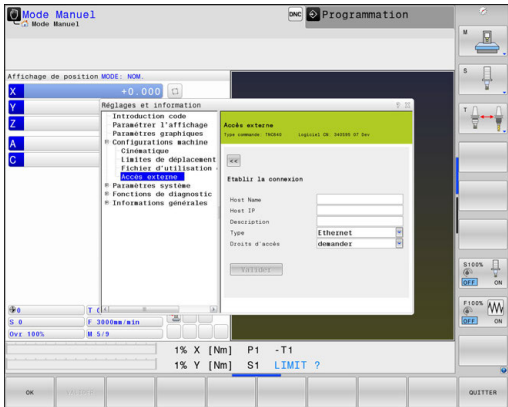 Mode Manuel
Mode Manuel
DNC
Programmation
Affichage de position MODE: NOM.
X +0.000
Y
Z
A
C
Réglages et information
Introduction code
Paramétrer l'affichage
Paramètres graphiques
Configurations machine
Cinématique
Limites de déplacement
Fichier d'utilisation
Accès externe
Paramètres système
Fonctions de diagnostic
Informations générales
Accès externe
<<
Etablir la connexion
Host Name
Host IP
Description
Type Ethernet
Droits d'accès demander
Valider
0
T
S 0
F 3000mm/min
Ovr 100%
M 5/9
1% X [Nm] P1 -T1
1% Y [Nm] S1 LIMIT ?
M
S
T
S100%
OFF ON
F100%
OFF ON
OK
QUITTER